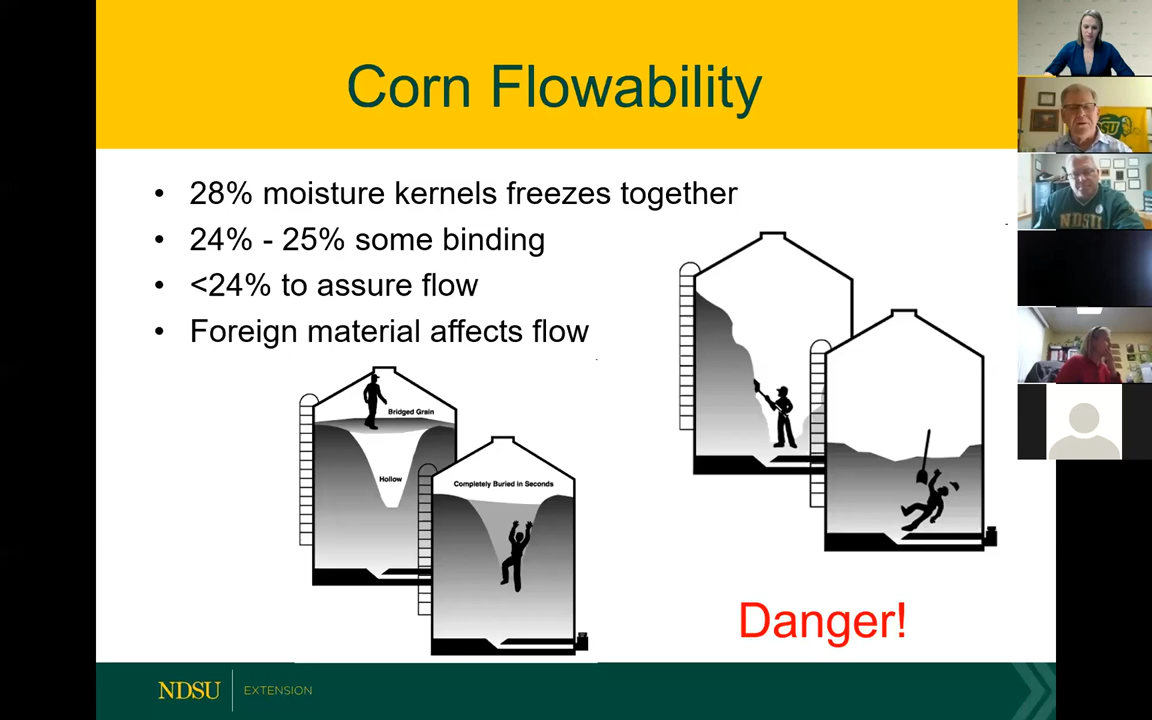 Corn Flowability
• 28% moisture kernels freezes together
• 24% - 25% some binding
• <24% to assure flow
• Foreign material affects flow
Bridged Grain
Hollow
Completely Buried in Seconds
Danger!
NDSU
EXTENSION
NDSU